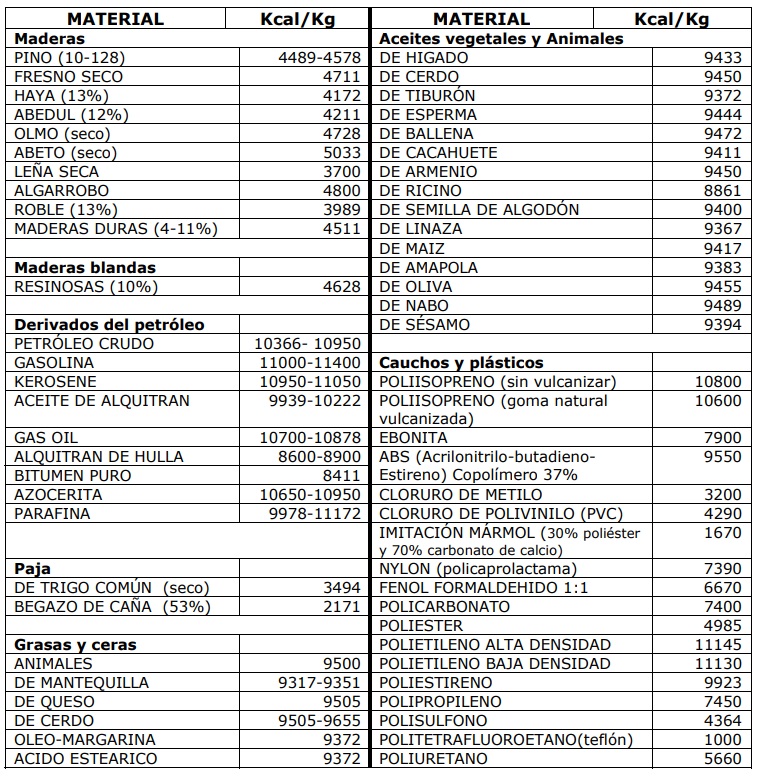 MATERIAL Kcal/Kg
Maderas
PINO (10-128) 4489-4578
FRESNO SECO 4711
HAYA (13%) 4172
ABEDUL (12%) 4211
OLMO (seco) 4728
ABETO (seco) 5033
LEÑA SECA 3700
ALGARROBO 4800
ROBLE (13%) 3989
MADERAS DURAS (4-11%) 4511
Maderas blandas
RESINOSAS (10%) 4628
Derivados del petróleo
PETRÓLEO CRUDO 10366- 10950
GASOLINA 11000-11400
KEROSENE 10950-11050
ACEITE DE ALQUITRAN 9939-10222
GAS OIL 10700-10878
ALQUITRAN DE HULLA 8600-8900
BITUMEN PURO 8411
AZOCERITA 10650-10950
PARAFINA 9978-11172
Paja
DE TRIGO COMÚN (seco) 3494
BEGAZO DE CAÑA (53%) 2171
Grasas y ceras
ANIMALES 9500
DE MANTEQUILLA 9317-9351
DE QUESO 9505
DE CERDO 9505-9655
OLEO-MARGARINA 9372
ACIDO ESTEARICO 9372
MATERIAL Kcal/Kg
Aceites vegetales y Animales
DE HIGADO 9433
DE CERDO 9450
DE TIBURÓN 9372
DE ESPERMA 9444
DE BALLENA 9472
DE CACAHUETE 9411
DE ARMENIO 9450
DE RICINO 8861
DE SEMILLA DE ALGODÓN 9400
DE LINAZA 9367
DE MAIZ 9417
DE AMAPOLA 9383
DE OLIVA 9455
DE NABO 9489
DE SÉSAMO 9394
Cauchos y plásticos
POLIISOPRENO (sin vulcanizar) 10800
POLIISOPRENO (goma natural 10600
vulcanizada)
EBONITA 7900
ABS (Acrilonitrilo-butadieno- 9550
Estireno) Copolímero 37%
CLORURO DE METILO 3200
CLORURO DE POLIVINILO (PVC) 4290
IMITACIÓN MÁRMOL (30% poliéster 1670
y 70% carbonato de calcio)
NYLON (policaprolactama) 7390
FENOL FORMALDEHIDO 1:1 6670
POLICARBONATO 7400
POLIESTER 4985
POLIETILENO ALTA DENSIDAD 11145
POLIETILENO BAJA DENSIDAD 11130
POLIESTIRENO 9923
POLIPROPILENO 7450
POLISULFONO 4364
POLITETRAFLUOROETANO(teflón) 1000
POLIURETANO 5660